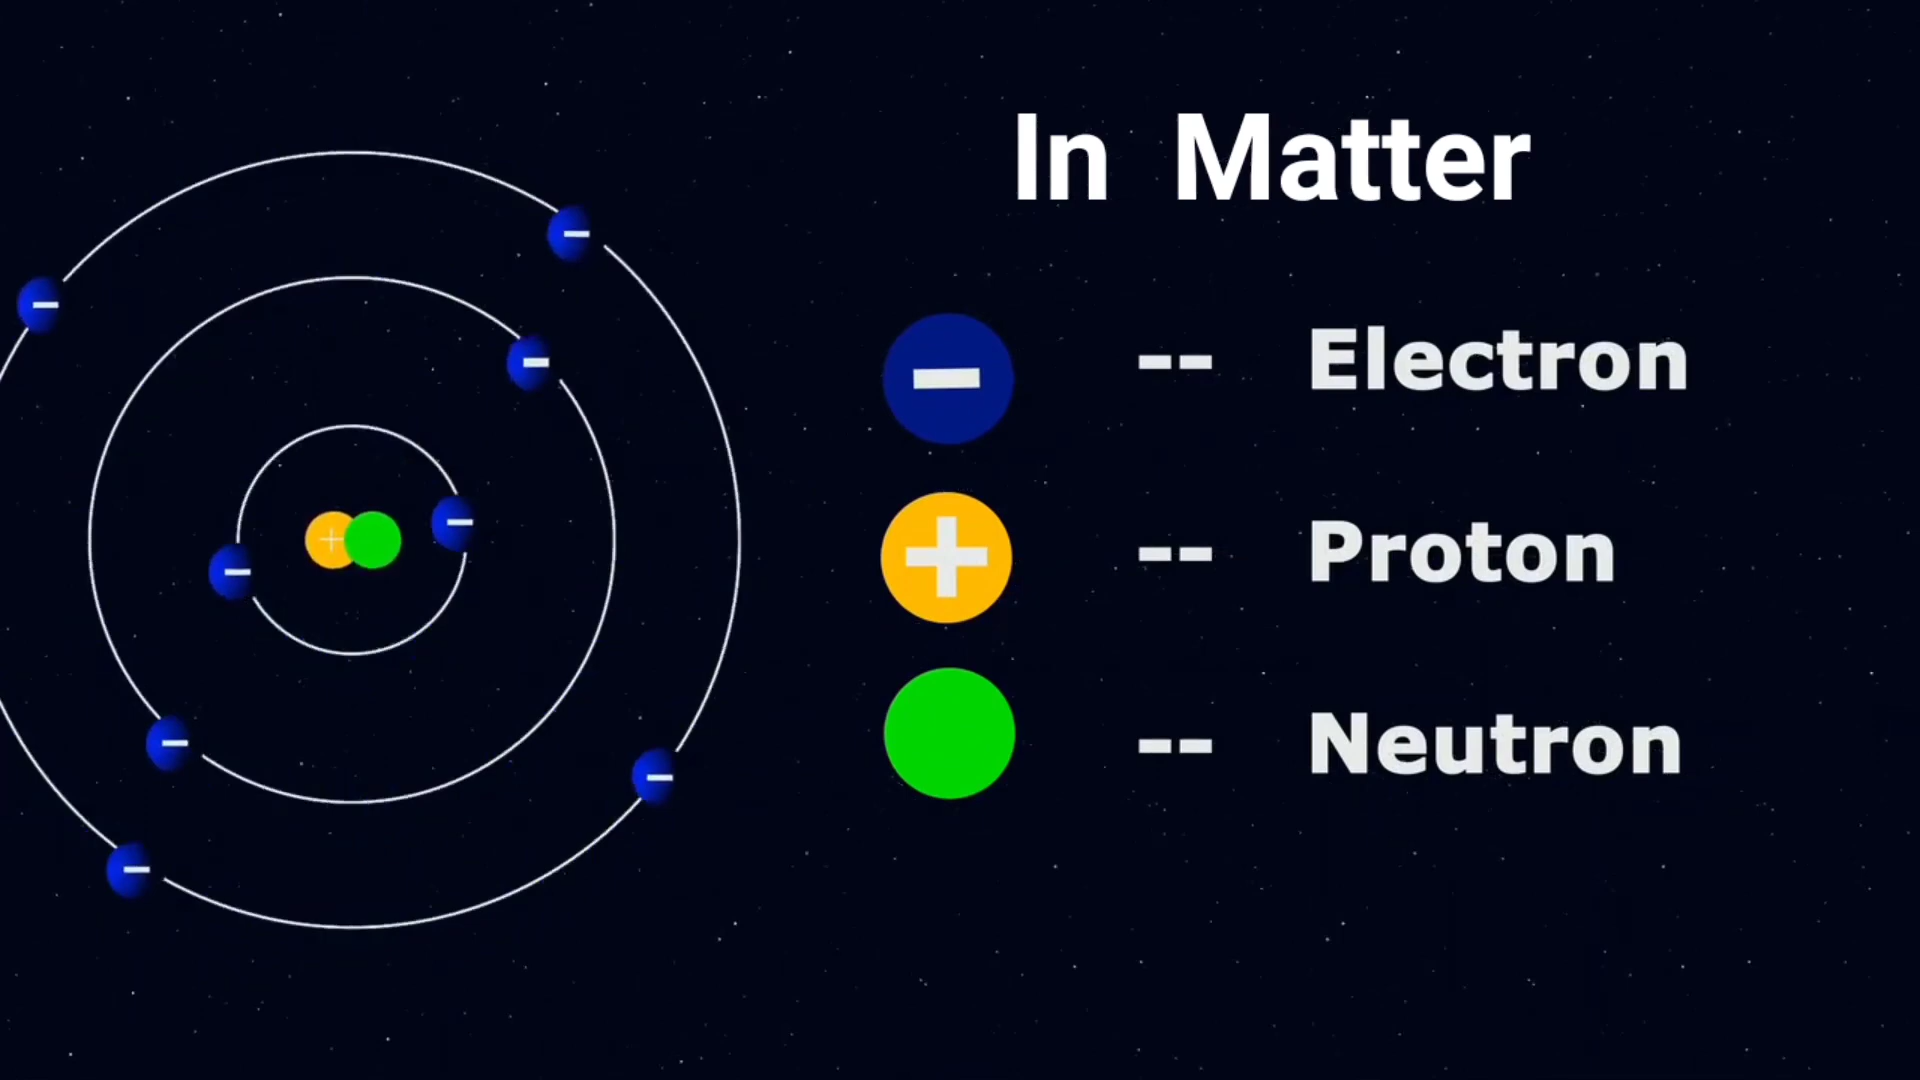 In Matter
− -- Electron
+ -- Proton
-- Neutron